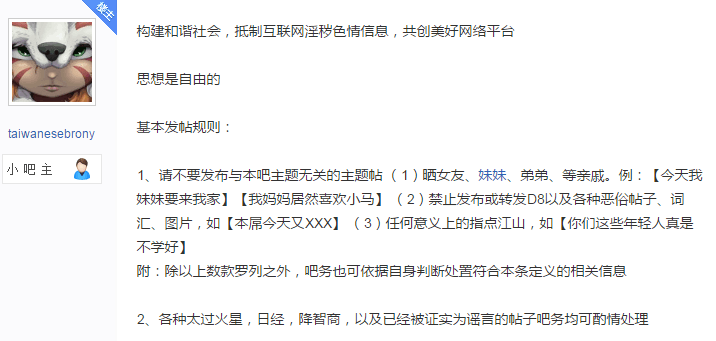 楼主
构建和谐社会，抵制互联网淫秽色情信息，共创美好网络平台
思想是自由的
taiwanesebrony
基本发帖规则：
小吧主
1、请不要发布与本吧主题无关的主题帖 （1）晒女友、妹妹、弟弟、等亲戚。例：【今天我
妹妹要来我家】【我妈妈居然喜欢小马】 （2）禁止发布或转发D8以及各种恶俗帖子、词
汇、图片，如【本屌今天又XXX】 （3）任何意义上的指点江山，如【你们这些年轻人真是
不学好】
附：除以上数款罗列之外，吧务也可依据自身判断处置符合本条定义的相关信息
2、各种太过火星，日经，降智商，以及已经被证实为谣言的帖子吧务均可酌情处理